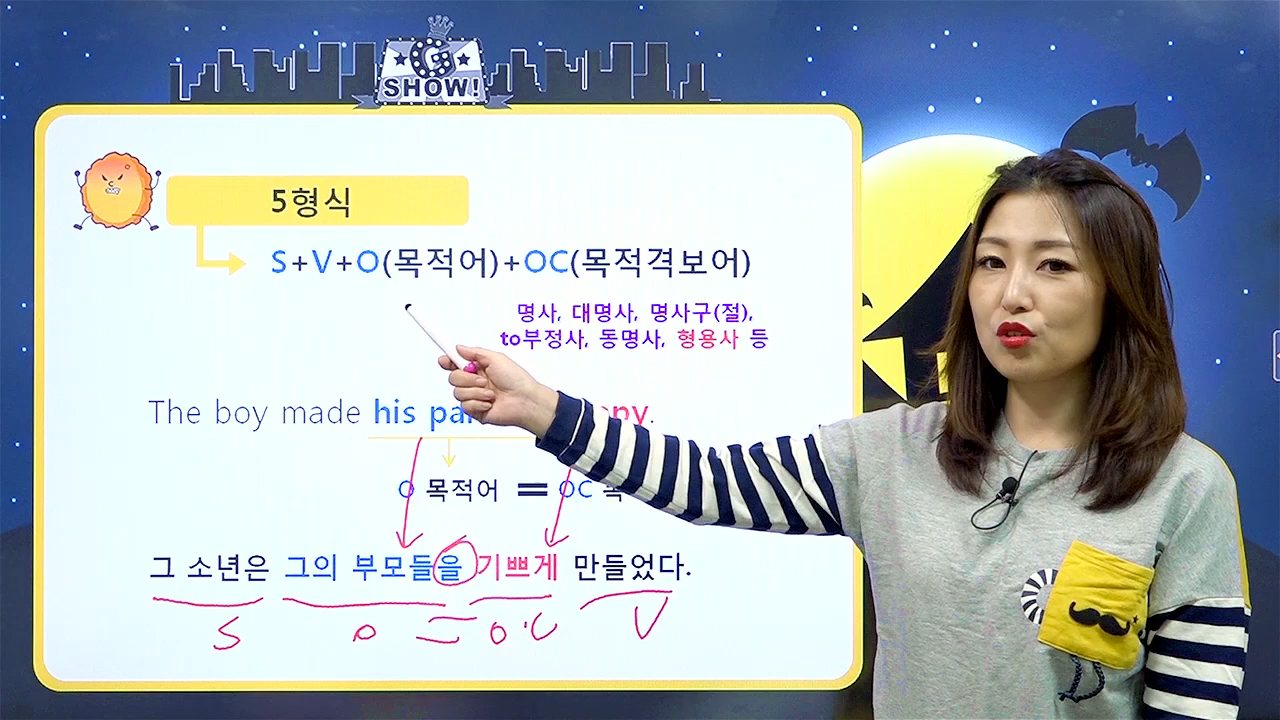 G
SHOW!
5형식
S+V+O(목적어)+OC(목적격보어)
명사, 대명사, 명사구(절),
to부정사, 동명사, 형용사 등
The boy made his
O 목적어 = OC
그 소년은 그의 부모들을 기쁘게 만들었다.
S O = O·C V